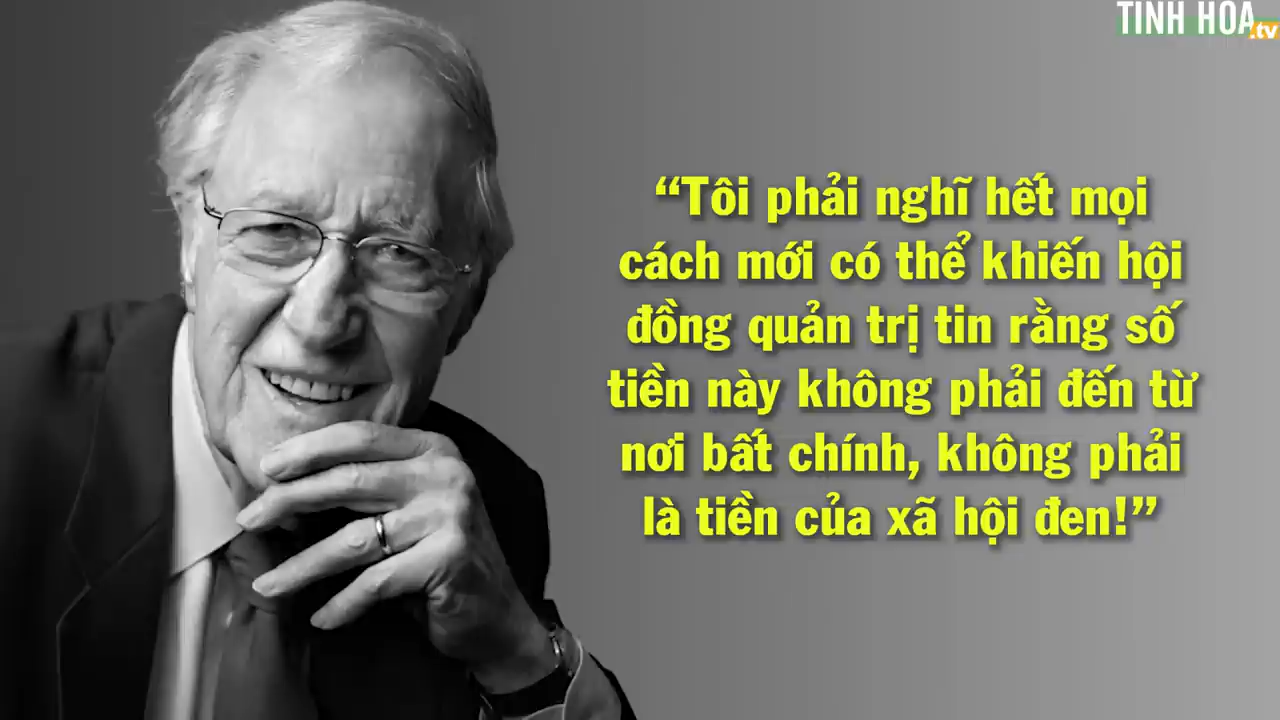 TINH HOA
.tv
“Tôi phải nghĩ hết mọi
cách mới có thể khiến hội
đồng quản trị tin rằng số
tiền này không phải đến từ
nơi bất chính, không phải
là tiền của xã hội đen!”